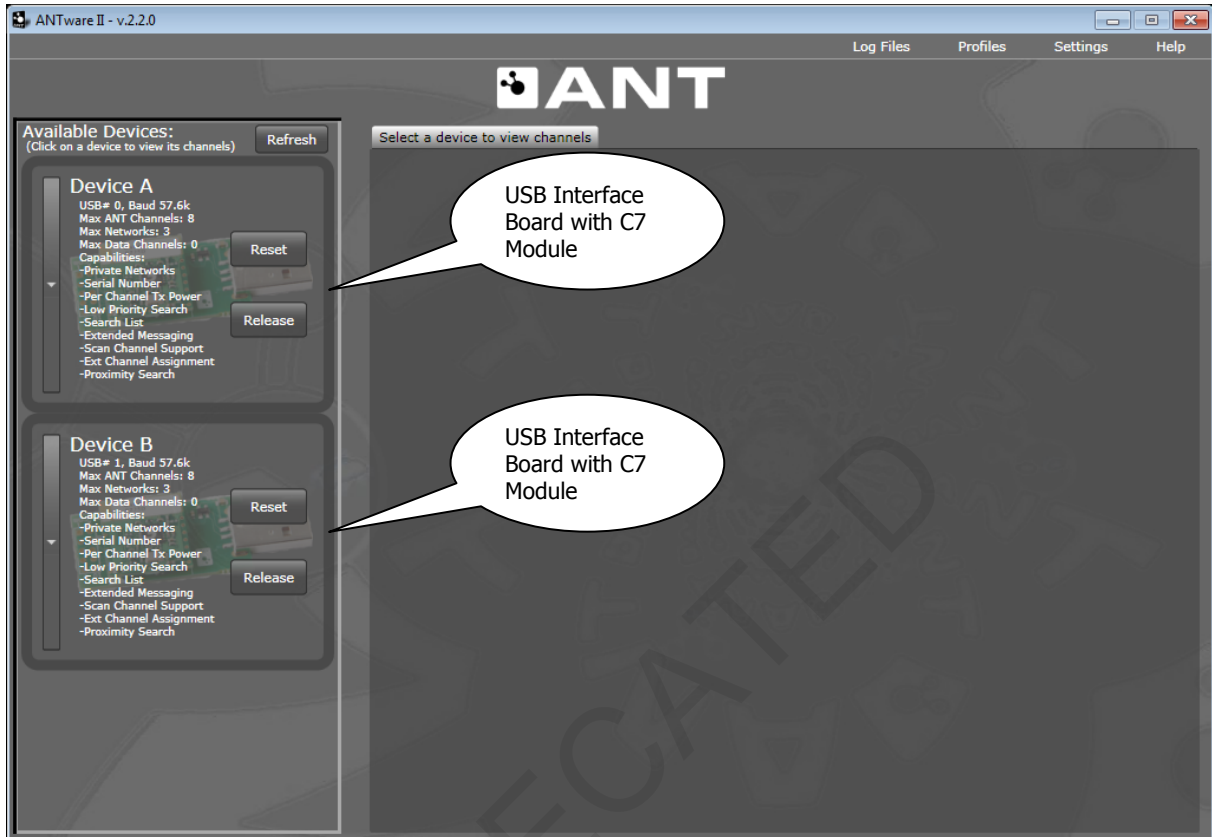 ANTware II - v.2.2.0
Log Files Profiles Settings Help
ANT
Available Devices:
(Click on a device to view its channels)
Refresh
Select a device to view channels
Device A
USB# 0, Baud 57.6k
Max ANT Channels: 8
Max Networks: 3
Max Data Channels: 0
Capabilities:
-Private Networks
-Serial Number
-Per Channel Tx Power
-Low Priority Search
-Search List
-Extended Messaging
-Scan Channel Support
-Ext Channel Assignment
-Proximity Search
Reset
Release
USB Interface
Board with C7
Module
Device B
USB# 1, Baud 57.6k
Max ANT Channels: 8
Max Networks: 3
Max Data Channels: 0
Capabilities:
-Private Networks
-Serial Number
-Per Channel Tx Power
-Low Priority Search
-Search List
-Extended Messaging
-Scan Channel Support
-Ext Channel Assignment
-Proximity Search
Reset
Release
USB Interface
Board with C7
Module
ECATED